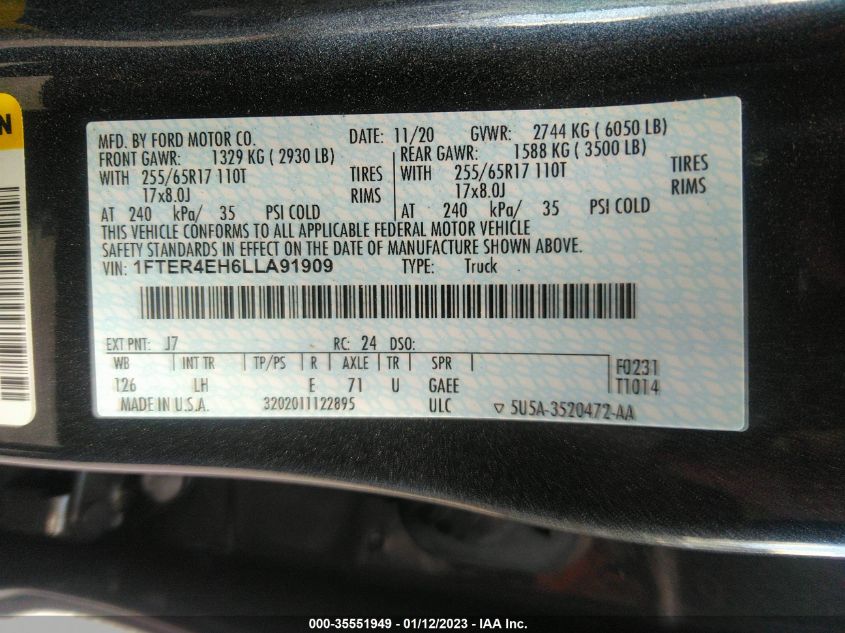 N
MFD. BY FORD MOTOR CO. DATE: 11/20 GVWR: 2744 KG ( 6050 LB)
FRONT GAWR: 1329 KG ( 2930 LB) REAR GAWR: 1588 KG ( 3500 LB)
WITH 255/65R17 110T TIRES WITH 255/65R17 110T TIRES
17x8.0J RIMS 17x8.0J RIMS
AT 240 kPa/ 35 PSI COLD AT 240 kPa/ 35 PSI COLD
THIS VEHICLE CONFORMS TO ALL APPLICABLE FEDERAL MOTOR VEHICLE
SAFETY STANDARDS IN EFFECT ON THE DATE OF MANUFACTURE SHOWN ABOVE.
VIN: 1FTER4EH6LLA91909 TYPE: Truck
EXT PNT: J7 RC: 24 DSO:
WB INT TR TP/PS R AXLE TR SPR F0231
126 LH E 71 U GAEE T1014
MADE IN U.S.A. 3202011122895 ULC ▽ 5U5A-3520472-AA
000-35551949 — 01/12/2023 — IAA Inc.